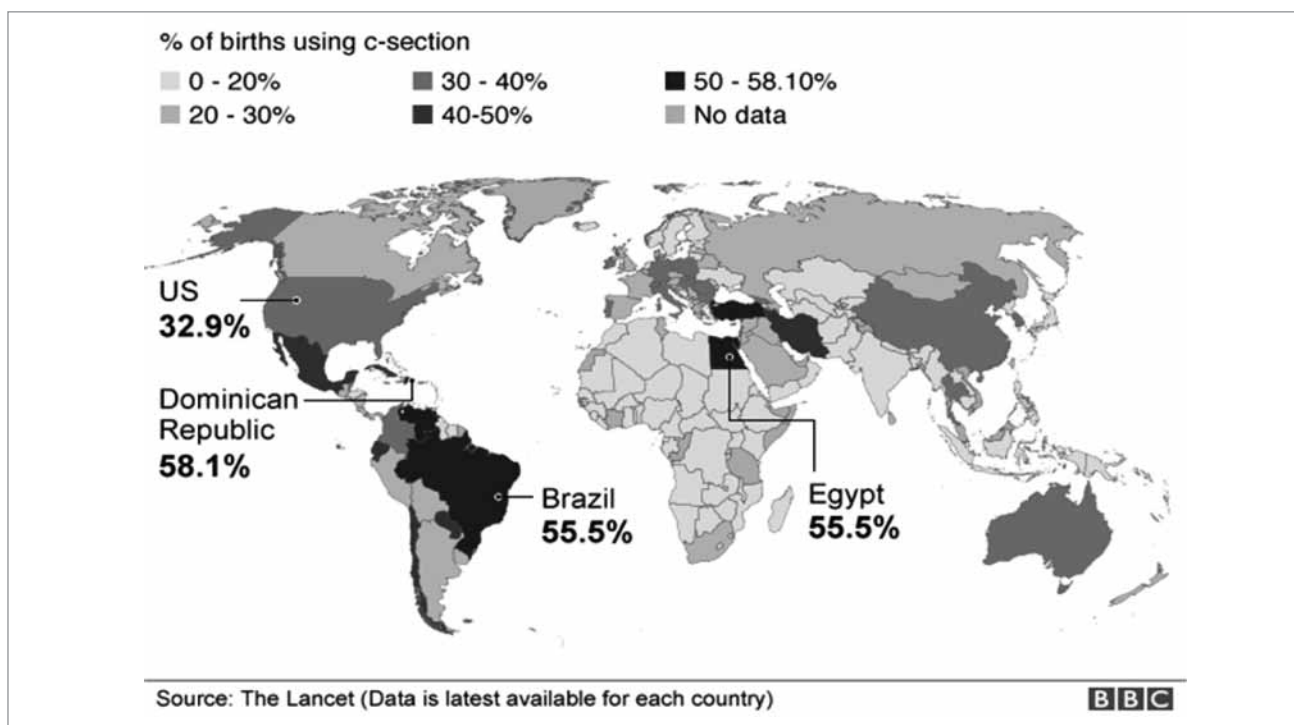 % of births using c-section
0 - 20%
30 - 40%
50 - 58.10%
20 - 30%
40-50%
No data
US
32.9%
Dominican
Republic
58.1%
Brazil
55.5%
Egypt
55.5%
Source: The Lancet (Data is latest available for each country)
BBC